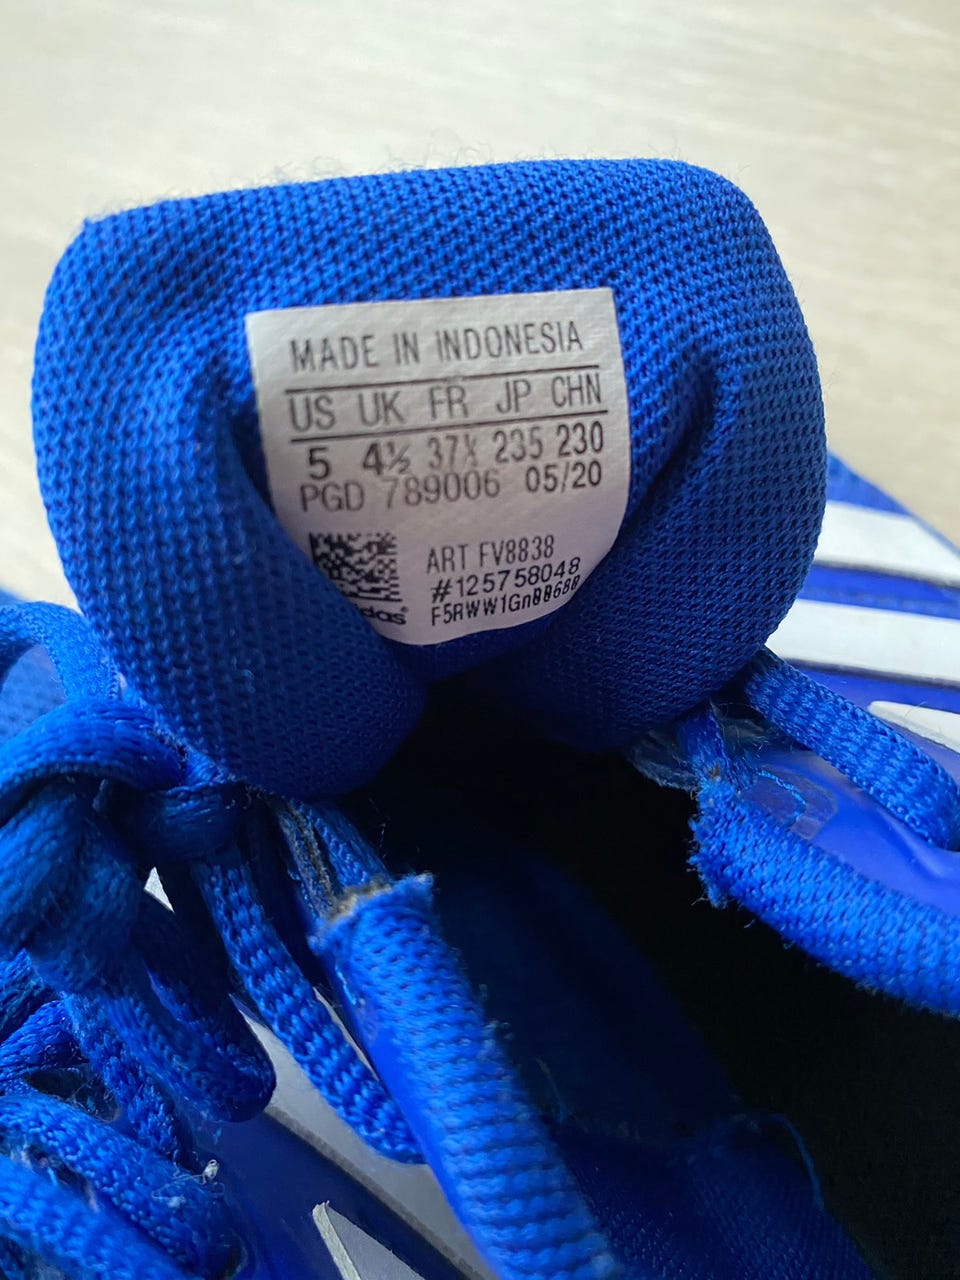 MADE IN INDONESIA
US UK FR JP CHN
5 4½ 37⅓ 235 230
PGD 789006 05/20
ART FV8838
#125758048